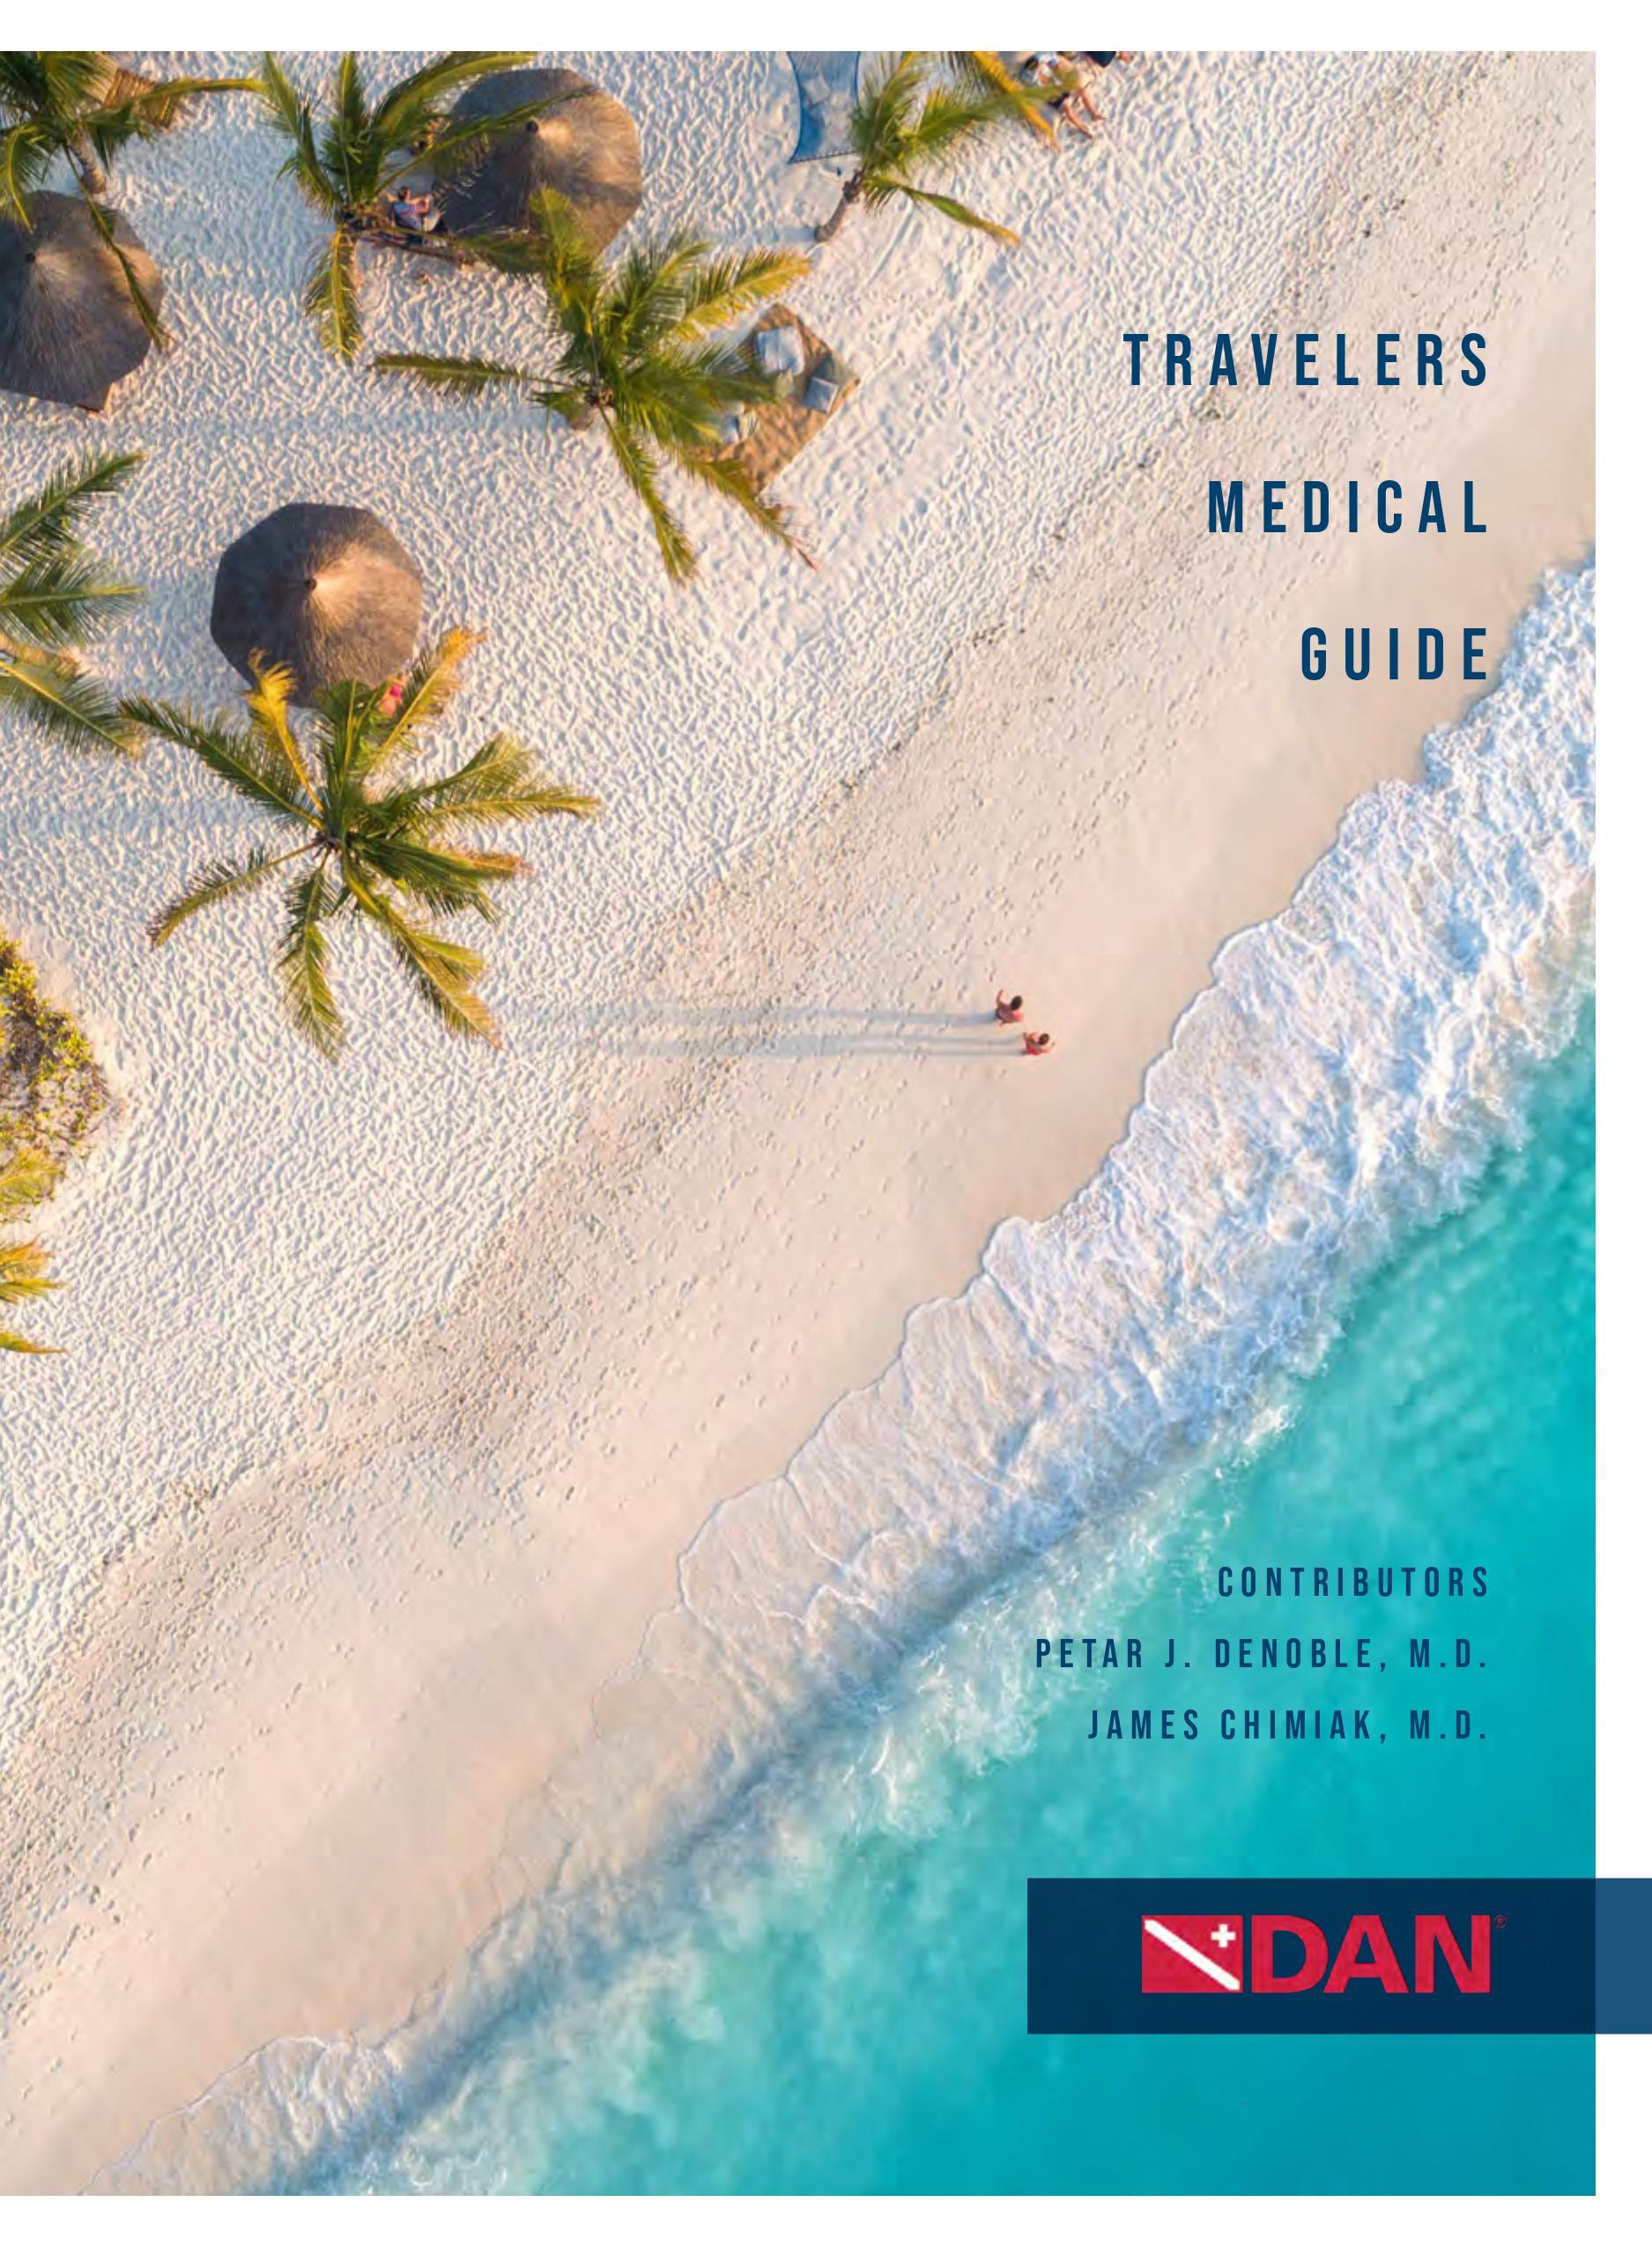 TRAVELERS
MEDICAL
GUIDE
CONTRIBUTORS
PETAR J. DENOBLE, M.D.
JAMES CHIMIAK, M.D.
DAN®